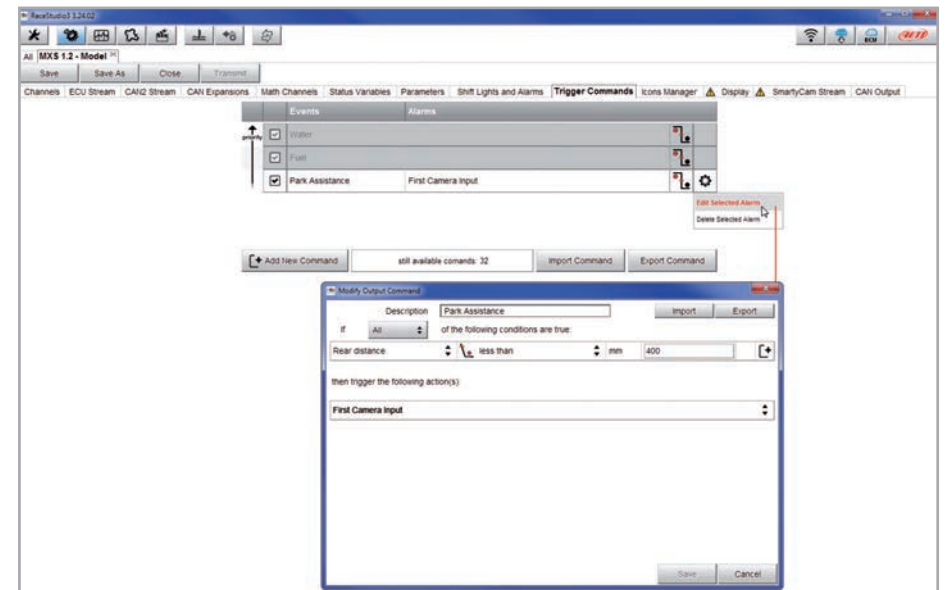 RaceStudio3 3.24.02
ECU
AiM
All MXS 1.2 - Model
Save Save As Close Transmit
Channels ECU Stream CAN2 Stream CAN Expansions Math Channels Status Variables Parameters Shift Lights and Alarms Trigger Commands Icons Manager Display SmartyCam Stream CAN Output
Events Alarms
priority
Water
Fuel
Park Assistance First Camera Input
Edit Selected Alarm
Delete Selected Alarm
Add New Command still available comands: 32 Import Command Export Command
Modify Output Command
Description Park Assistance Import Export
If All of the following conditions are true:
Rear distance less than mm 400
then trigger the following action(s)
First Camera Input
Save Cancel